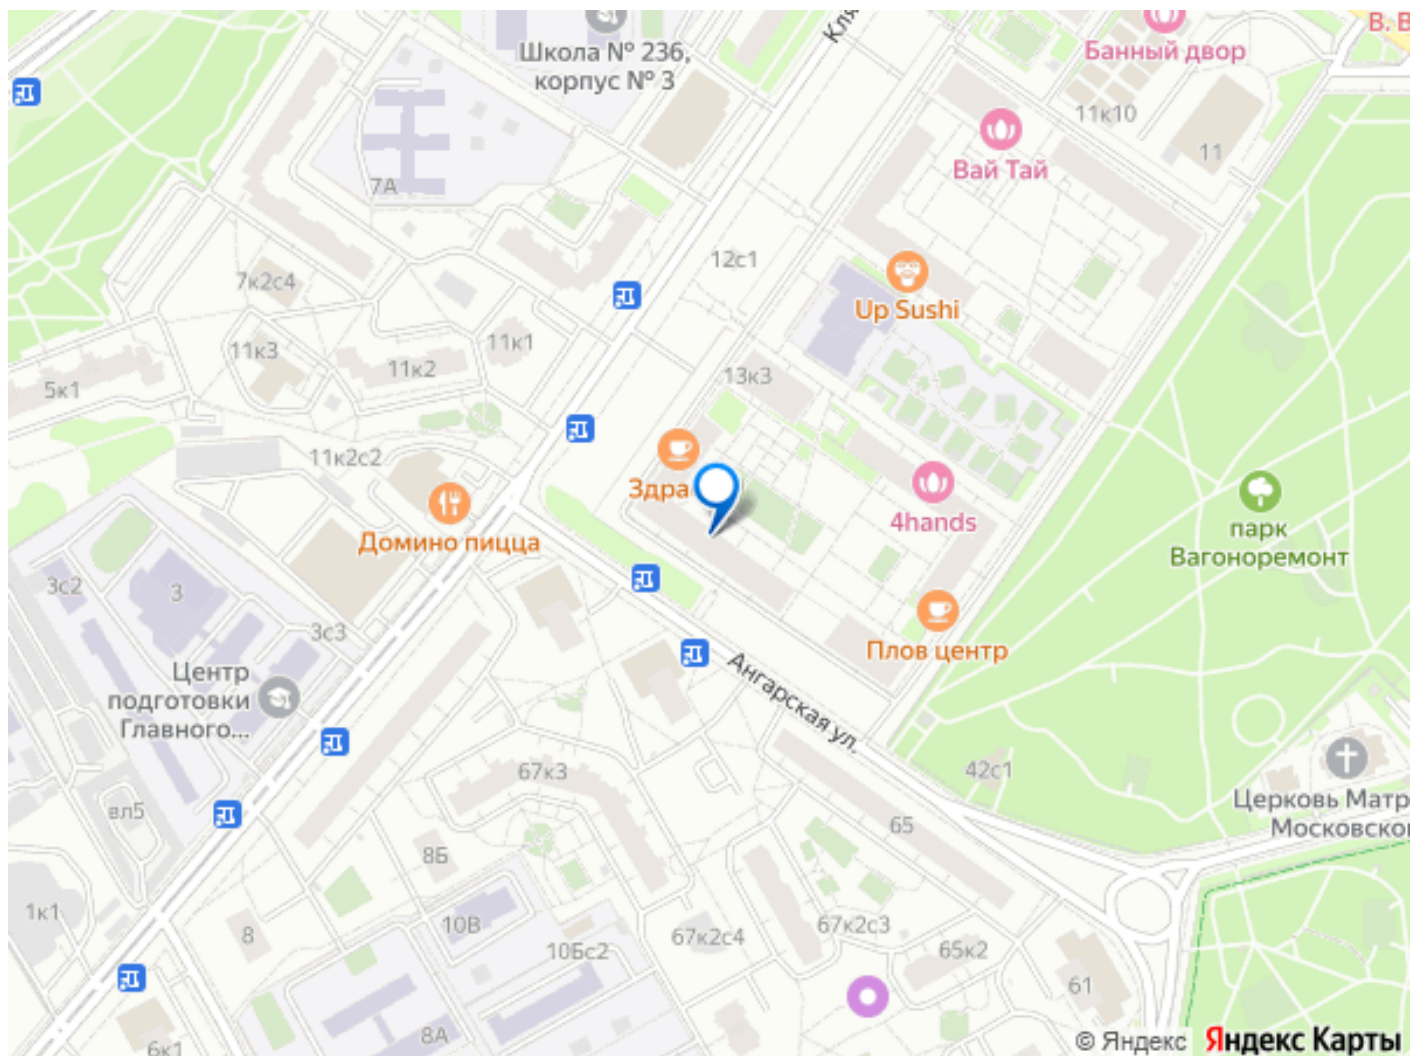 Школа № 236,
корпус № 3
Кля
Банный двор
В. В
11к10
11
Вай Тай
7А
12с1
7к2с4
Up Sushi
11к3
11к1
11к2
5к1
13к3
11к2с2
Здра
4hands
Домино пицца
парк
Вагоноремонт
3с2
3
3с3
Плов центр
Центр
подготовки
Главного...
Ангарская ул.
67к3
42с1
Церковь Матр
Московско
вл5
65
8Б
1к1
8
10В
10Бс2
67к2с4
67к2с3
65к2
61
8А
6к1
© Яндекс Яндекс Карты